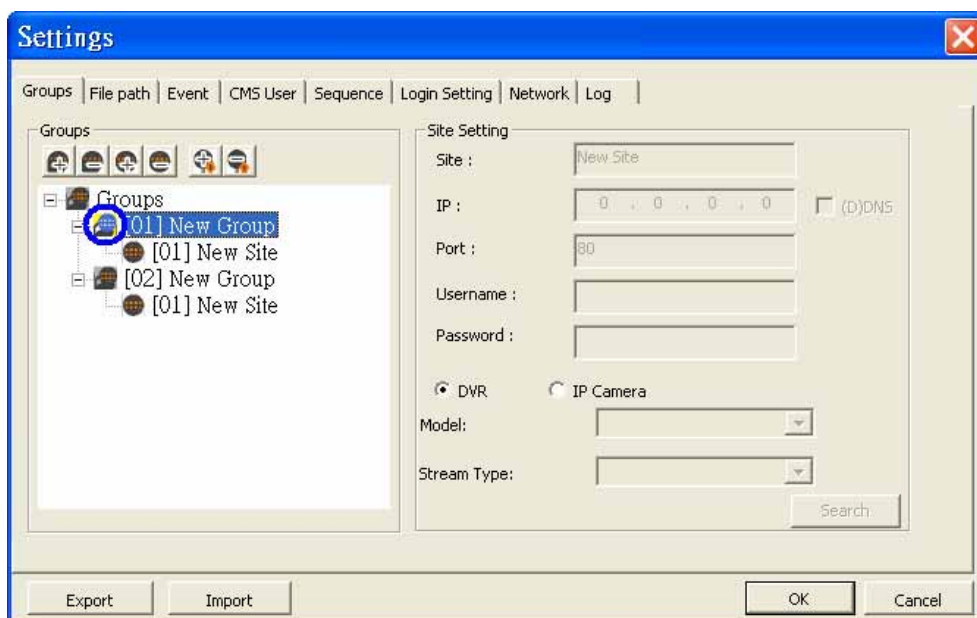 Settings
Groups File path Event CMS User Sequence Login Setting Network Log
Groups
Groups
[01] New Group
[01] New Site
[02] New Group
[01] New Site
Site Setting
Site : New Site
IP : 0 . 0 . 0 . 0 (D)DNS
Port : 80
Username :
Password :
DVR IP Camera
Model:
Stream Type:
Search
Export Import OK Cancel